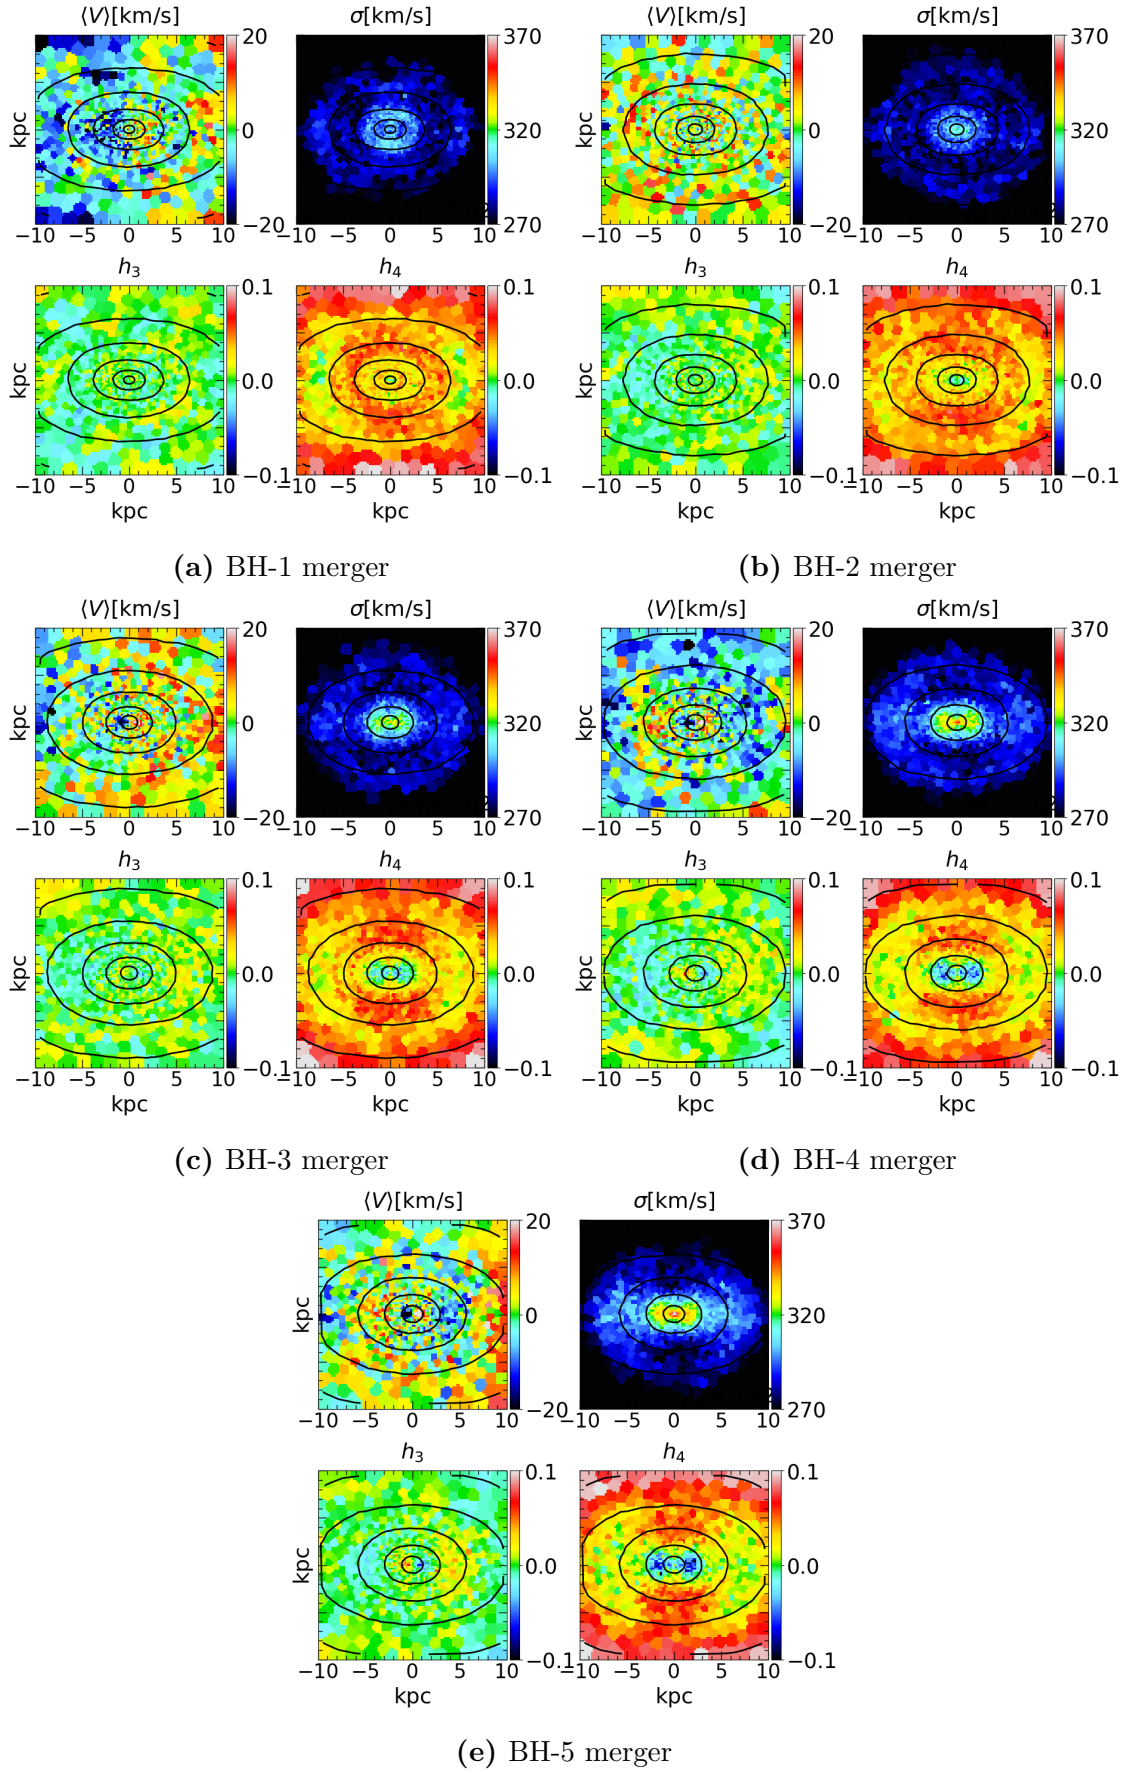 ⟨V⟩[km/s] σ[km/s] ⟨V⟩[km/s] σ[km/s]
kpc 20 0 −20 370 320 270 20 0 −20 370 320 270
−10 −5 0 5 10 −10 −5 0 5 10 −10 −5 0 5 10 −10 −5 0 5 10
h3 h4 h3 h4
kpc 0.1 0.0 −0.1 0.1 0.0 −0.1 kpc 0.1 0.0 −0.1 0.1 0.0 −0.1
−10 −5 0 5 10 −10 −5 0 5 10 −10 −5 0 5 10 −10 −5 0 5 10
kpc kpc
(a) BH-1 merger (b) BH-2 merger
⟨V⟩[km/s] σ[km/s] ⟨V⟩[km/s] σ[km/s]
kpc 20 0 −20 370 320 270 20 0 −20 370 320 270
−10 −5 0 5 10 −10 −5 0 5 10 −10 −5 0 5 10 −10 −5 0 5 10
h3 h4 h3 h4
kpc 0.1 0.0 −0.1 0.1 0.0 −0.1 kpc 0.1 0.0 −0.1 0.1 0.0 −0.1
−10 −5 0 5 10 −10 −5 0 5 10 −10 −5 0 5 10 −10 −5 0 5 10
kpc kpc
(c) BH-3 merger (d) BH-4 merger
⟨V⟩[km/s] σ[km/s]
kpc 20 0 −20 370 320 270
−10 −5 0 5 10 −10 −5 0 5 10
h3 h4
kpc 0.1 0.0 −0.1 0.1 0.0 −0.1
−10 −5 0 5 10 −10 −5 0 5 10
kpc
(e) BH-5 merger